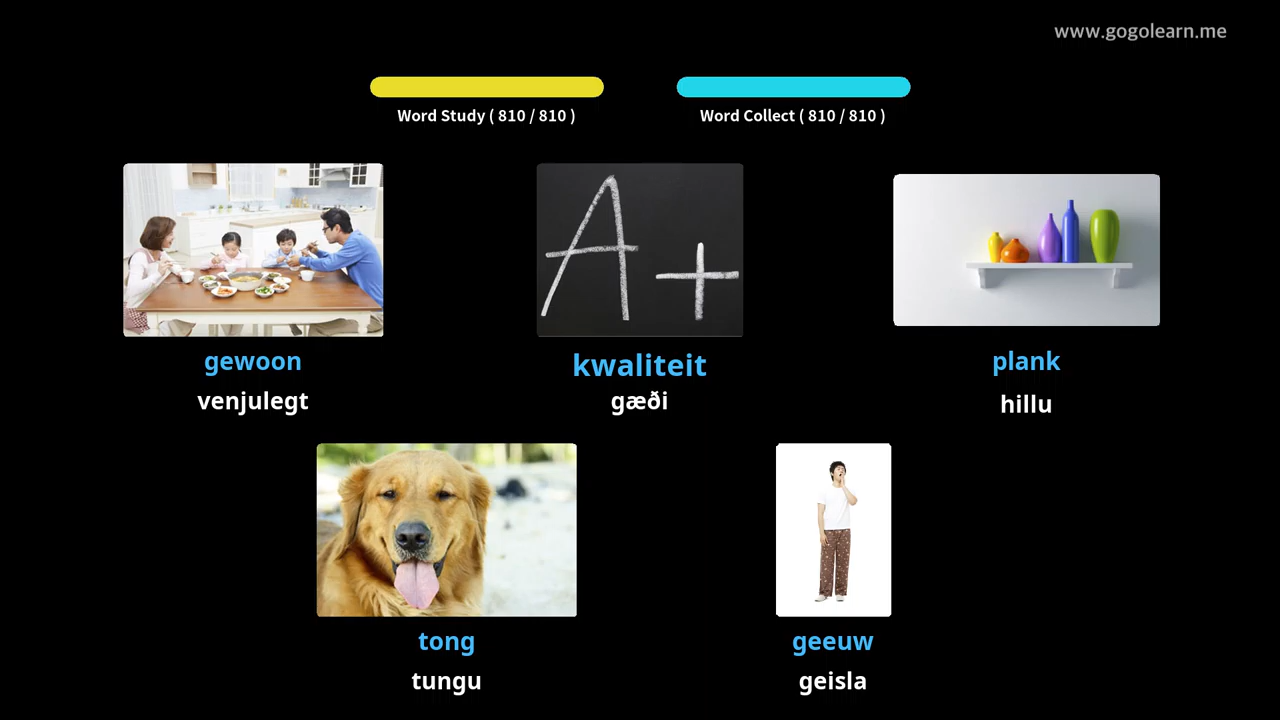 www.gogolearn.me
Word Study ( 810 / 810 )
Word Collect ( 810 / 810 )
gewoon
venjulegt
kwaliteit
gæði
plank
hillu
A+
tong
tungu
geeuw
geisla